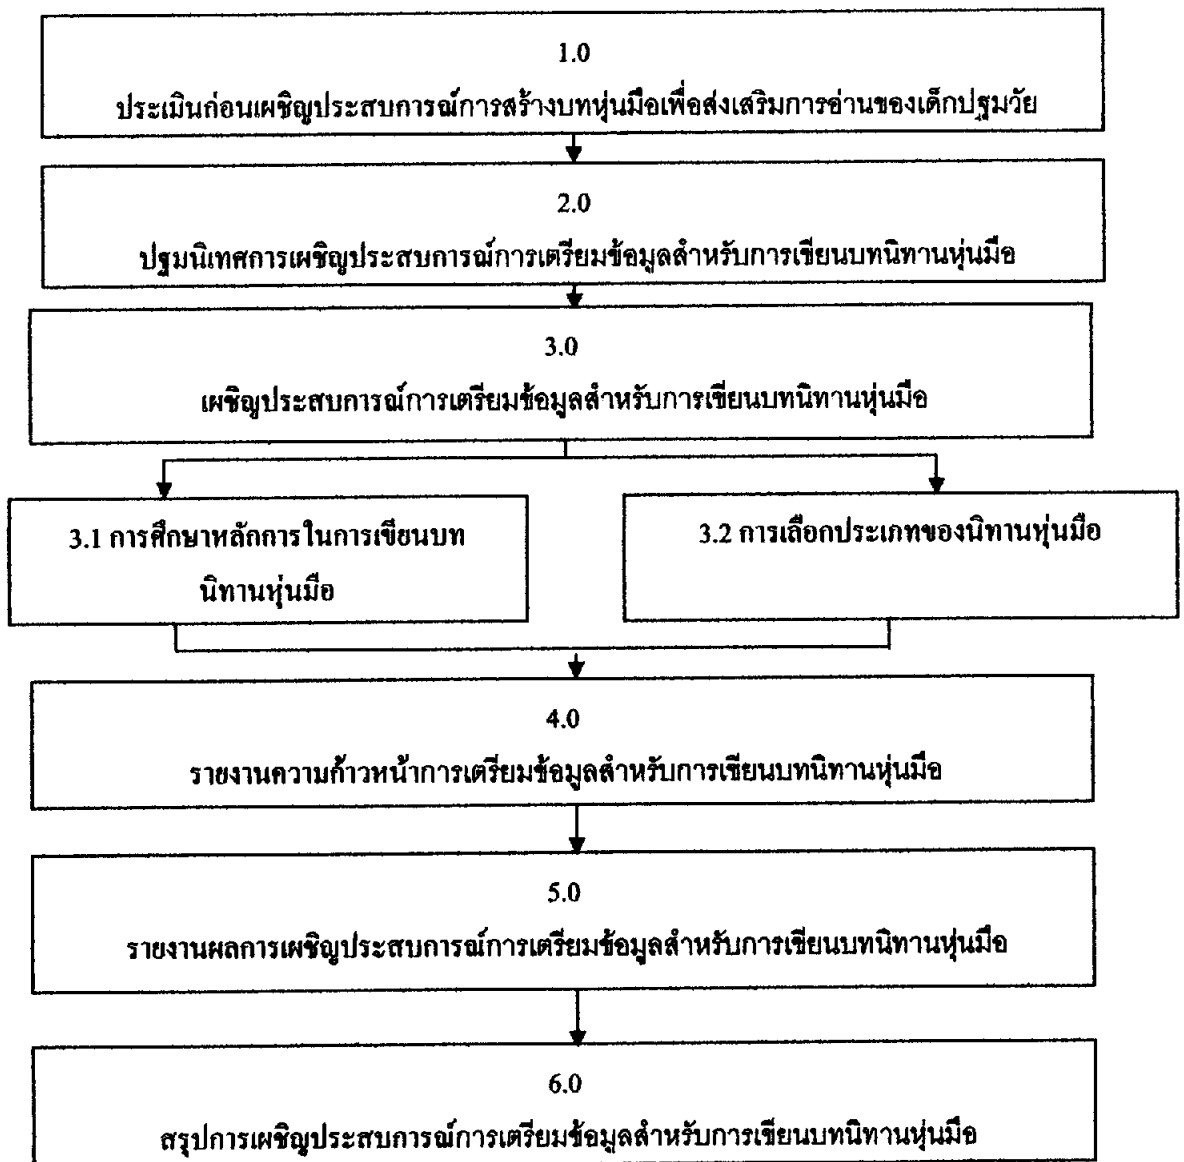 1.0
ประเมินก่อนเผชิญประสบการณ์การสร้างบทหุ่นมือเพื่อส่งเสริมการอ่านของเด็กปฐมวัย
2.0
ปฐมนิเทศการเผชิญประสบการณ์การเตรียมข้อมูลสำหรับการเขียนบทนิทานหุ่นมือ
3.0
เผชิญประสบการณ์การเตรียมข้อมูลสำหรับการเขียนบทนิทานหุ่นมือ
3.1 การศึกษาหลักการในการเขียนบท
นิทานหุ่นมือ
3.2 การเลือกประเภทของนิทานหุ่นมือ
4.0
รายงานความก้าวหน้าการเตรียมข้อมูลสำหรับการเขียนบทนิทานหุ่นมือ
5.0
รายงานผลการเผชิญประสบการณ์การเตรียมข้อมูลสำหรับการเขียนบทนิทานหุ่นมือ
6.0
สรุปการเผชิญประสบการณ์การเตรียมข้อมูลสำหรับการเขียนบทนิทานหุ่นมือ